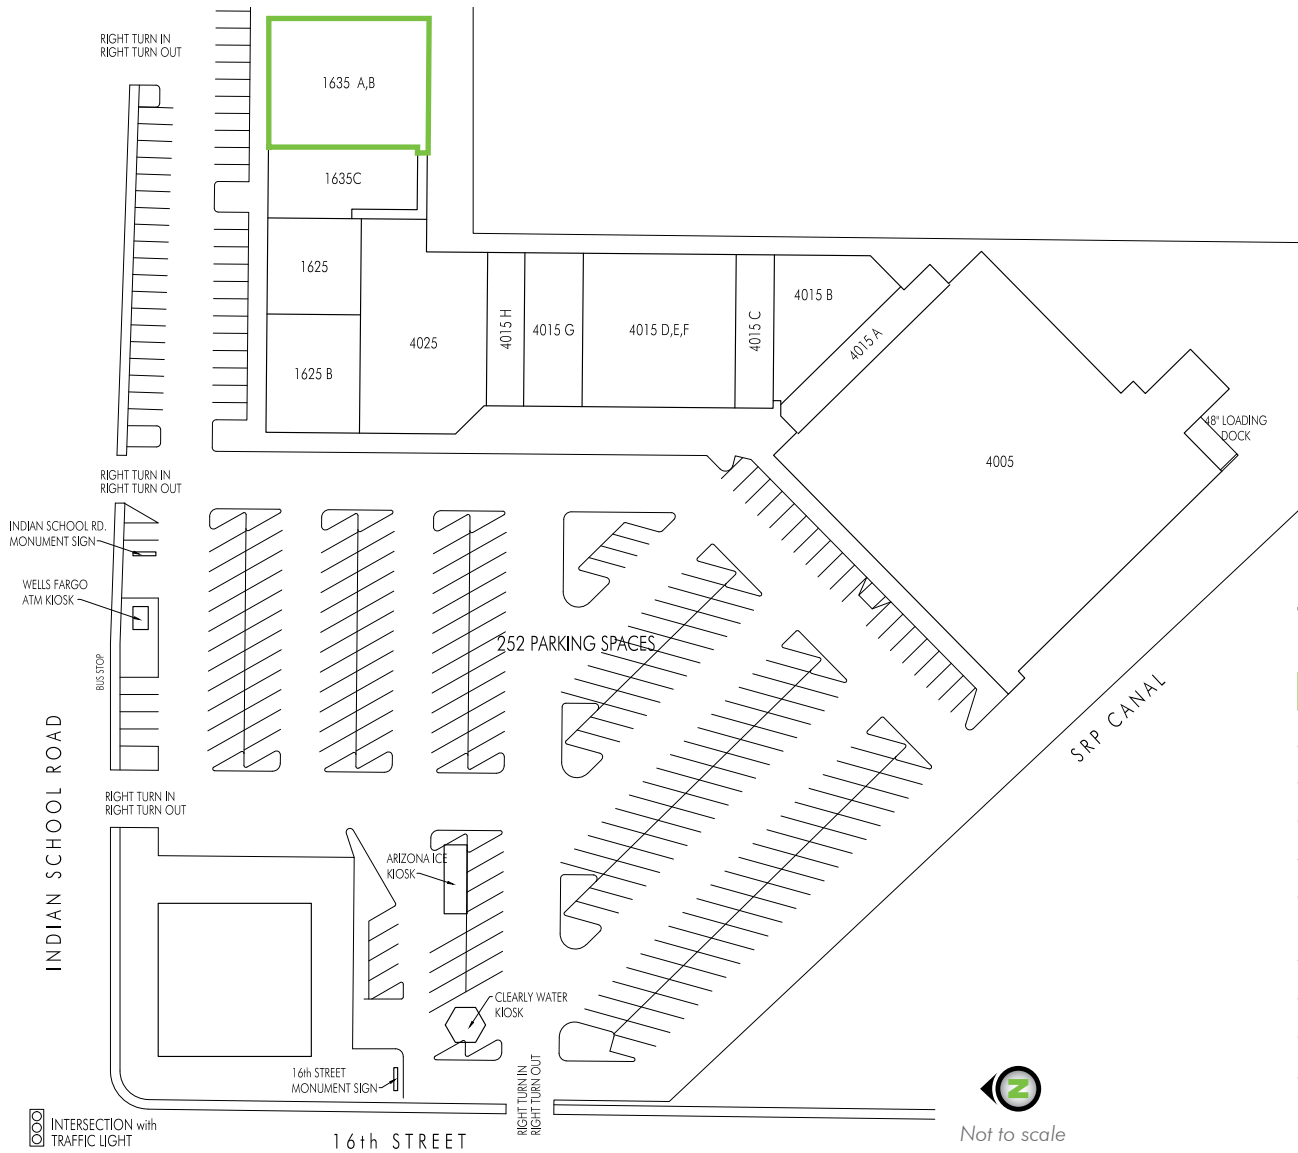 RIGHT TURN IN
RIGHT TURN OUT
1635 A,B
1635C
1625
1625 B
4025
4015 H
4015 G
4015 D,E,F
4015 C
4015 B
4015 A
4005
48" LOADING
DOCK
RIGHT TURN IN
RIGHT TURN OUT
INDIAN SCHOOL RD.
MONUMENT SIGN
WELLS FARGO
ATM KIOSK
BUS STOP
252 PARKING SPACES
SRP CANAL
INDIAN SCHOOL ROAD
RIGHT TURN IN
RIGHT TURN OUT
ARIZONA ICE
KIOSK
CLEARLY WATER
KIOSK
16th STREET
MONUMENT SIGN
RIGHT TURN IN
RIGHT TURN OUT
INTERSECTION with
TRAFFIC LIGHT
16th STREET
N
Not to scale